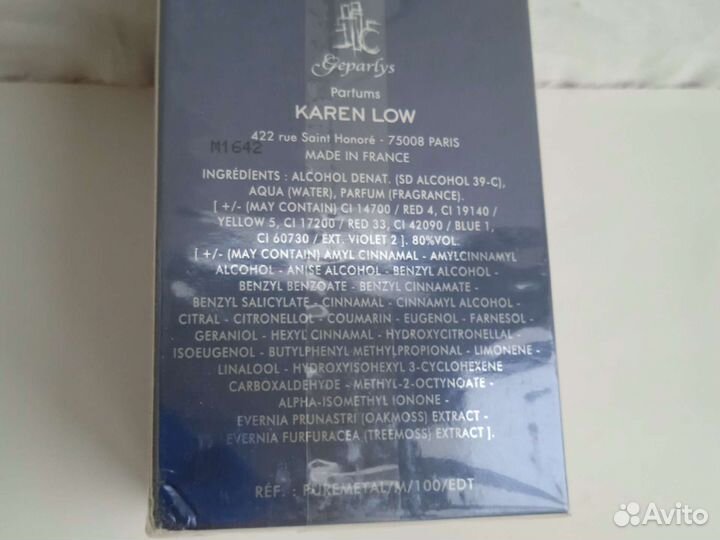 Geparlys
Parfums
KAREN LOW
422 rue Saint Honoré - 75008 PARIS
M1642
MADE IN FRANCE
INGRÉDIENTS : ALCOHOL DENAT. (SD ALCOHOL 39-C),
AQUA (WATER), PARFUM (FRAGRANCE).
[ +/- (MAY CONTAIN) CI 14700 / RED 4, CI 19140 /
YELLOW 5, CI 17200 / RED 33, CI 42090 / BLUE 1,
CI 60730 / EXT. VIOLET 2 ]. 80%VOL.
[ +/- (MAY CONTAIN) AMYL CINNAMAL - AMYLCINNAMYL
ALCOHOL - ANISE ALCOHOL - BENZYL ALCOHOL -
BENZYL BENZOATE - BENZYL CINNAMATE -
BENZYL SALICYLATE - CINNAMAL - CINNAMYL ALCOHOL -
CITRAL - CITRONELLOL - COUMARIN - EUGENOL - FARNESOL -
GERANIOL - HEXYL CINNAMAL - HYDROXYCITRONELLAL -
ISOEUGENOL - BUTYLPHENYL METHYLPROPIONAL - LIMONENE -
LINALOOL - HYDROXYISOHEXYL 3-CYCLOHEXENE
CARBOXALDEHYDE - METHYL-2-OCTYNOATE -
ALPHA-ISOMETHYL IONONE -
EVERNIA PRUNASTRI (OAKMOSS) EXTRACT -
EVERNIA FURFURACEA (TREEMOSS) EXTRACT ].
RÉF. : PUREMETAL/M/100/EDT
Avito